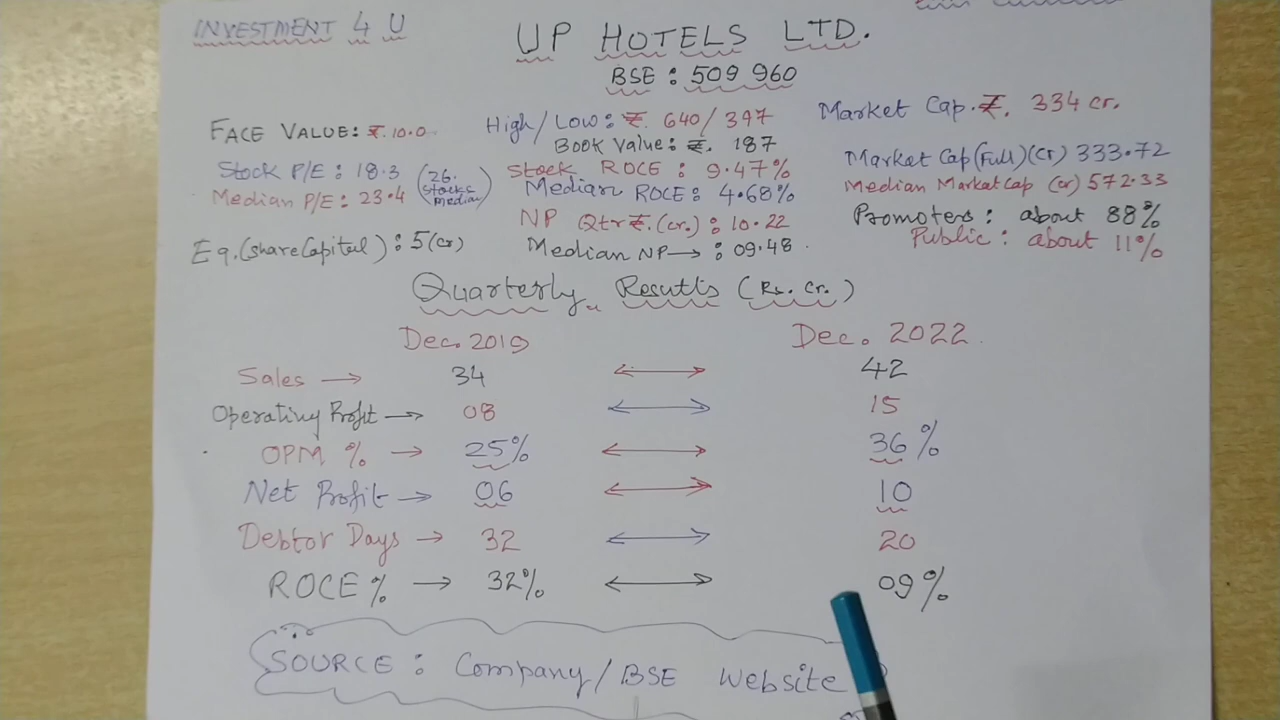 INVESTMENT 4 U
UP HOTELS LTD.
BSE : 509 960
FACE VALUE: ₹. 10.0
High/Low: ₹. 640/397
Market Cap. ₹. 334 cr.
Book Value: ₹. 187
Stock P/E : 18.3 (26. Stocks Median)
Stock ROCE : 9.47%
Market Cap(Full)(Cr) 333.72
Median P/E: 23.4
Median ROCE: 4.68%
Median Market Cap (cr) 572.33
NP Qtr ₹.(cr.) : 10.22
Promoters : about 88%
Eq.(Share Capital) : 5(cr)
Median NP → : 09.48
Public : about 11%
Quarterly Resutls (Rs. Cr.)
Dec. 2019 Dec. 2022
Sales → 34 ↔ 42
Operating Profit → 08 ↔ 15
OPM % → 25% ↔ 36%
Net Profit → 06 ↔ 10
Debtor Days → 32 ↔ 20
ROCE % → 32% ↔ 09%
SOURCE : Company/BSE Website